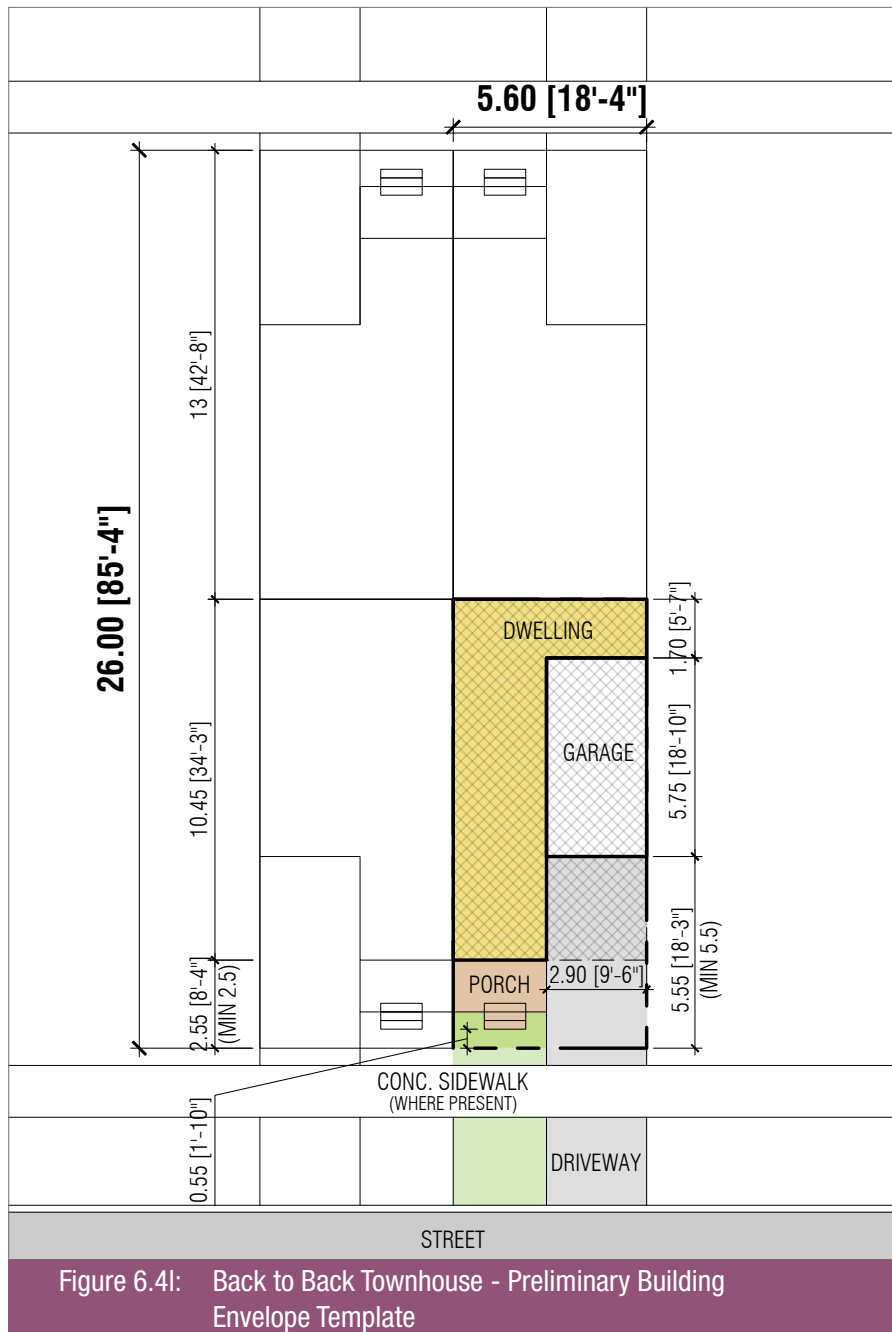 5.60 [18'-4"]
13 [42'-8"]
26.00 [85'-4"]
DWELLING
1.70 [5'-7"]
GARAGE
5.75 [18'-10"]
10.45 [34'-3"]
PORCH
2.90 [9'-6"]
5.55 [18'-3"]
(MIN 5.5)
2.55 [8'-4"]
(MIN 2.5)
CONC. SIDEWALK
(WHERE PRESENT)
0.55 [1'-10"]
DRIVEWAY
STREET
Figure 6.4I: Back to Back Townhouse - Preliminary Building
Envelope Template